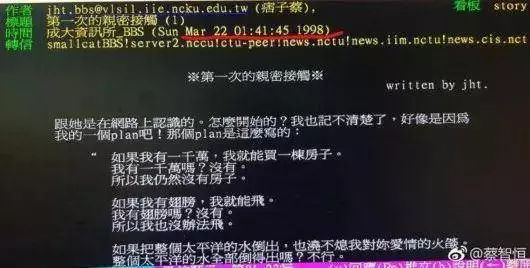 作者 jht.bbs@vlsil.iie.ncku.edu.tw (痞子蔡), 看板 story
標題 第一次的親密接觸 (1)
時間 成大資訊所_BBS (Sun Mar 22 01:41:45 1998)
轉信 smallcatBBS!server2.nccu!ctu-peer!news.nctu!news.iim.nctu!news.cis.nct
※第一次的親密接觸※
written by jht.
跟她是在網路上認識的。怎麼開始的?我也記不清楚了,好像是因為
我的一個plan吧!那個plan是這麼寫的:
“ 如果我有一千萬,我就能買一棟房子。
我有一千萬嗎?沒有。
所以我仍然沒有房子。
如果我有翅膀,我就能飛。
我有翅膀嗎?沒有。
所以我也沒辦法飛。
如果把整個太平洋的水倒出,也澆不熄我對妳愛情的火燄。
整個太平洋的水全部倒得出嗎?不行。
@蔡智恒